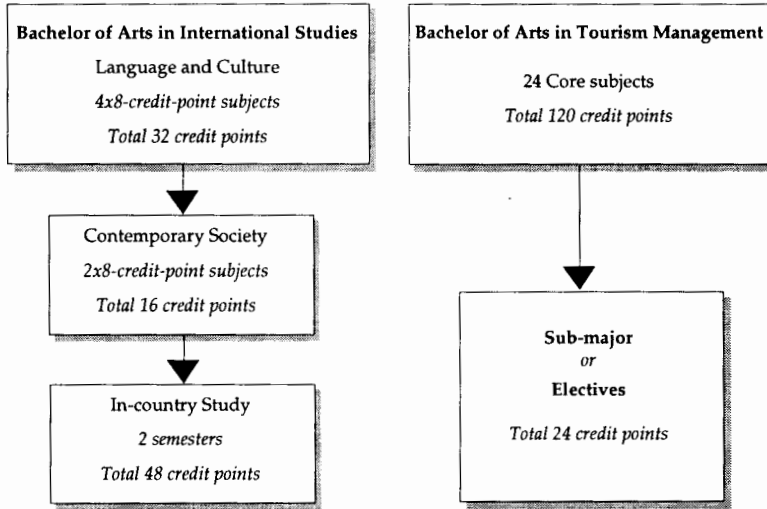 Bachelor of Arts in International Studies
Language and Culture
4x8-credit-point subjects
Total 32 credit points
Contemporary Society
2x8-credit-point subjects
Total 16 credit points
In-country Study
2 semesters
Total 48 credit points
Bachelor of Arts in Tourism Management
24 Core subjects
Total 120 credit points
Sub-major
or
Electives
Total 24 credit points